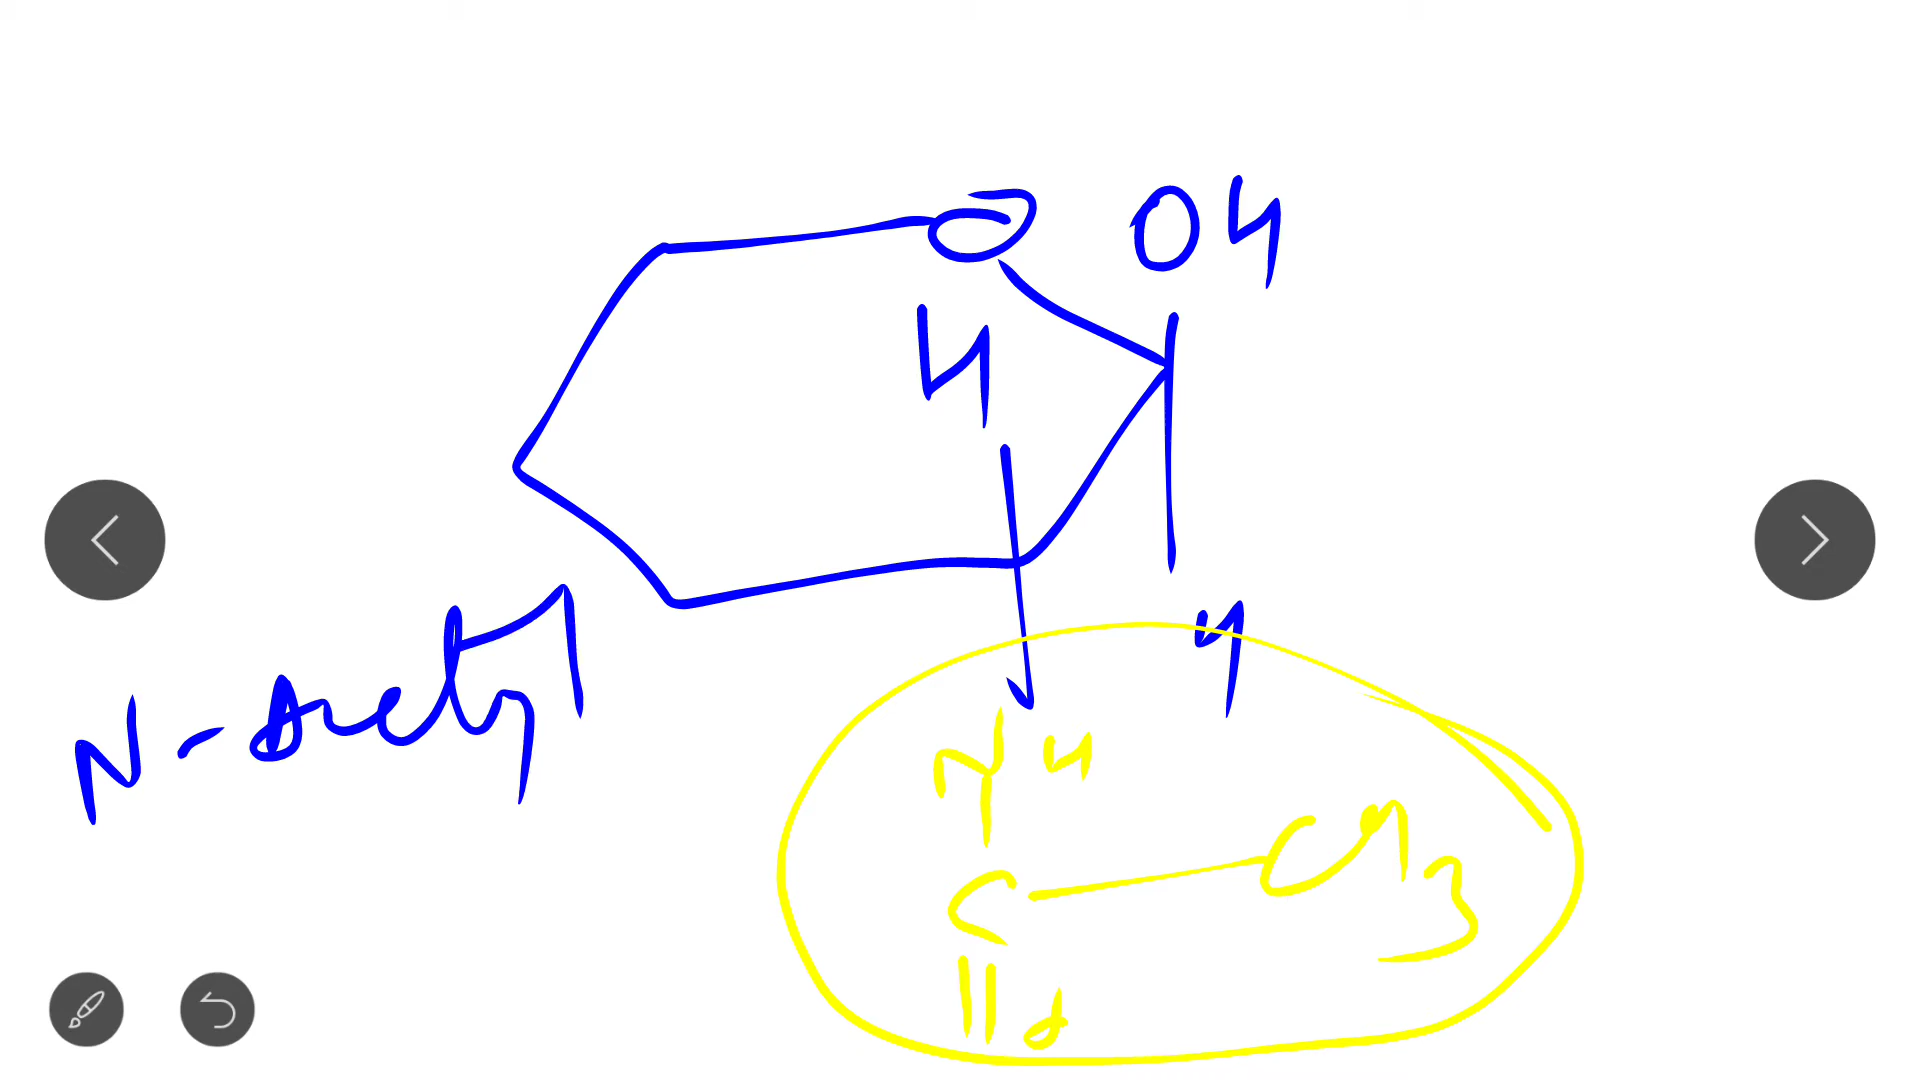 O OH
H
H
N-Acetyl
NH
C CH3
O